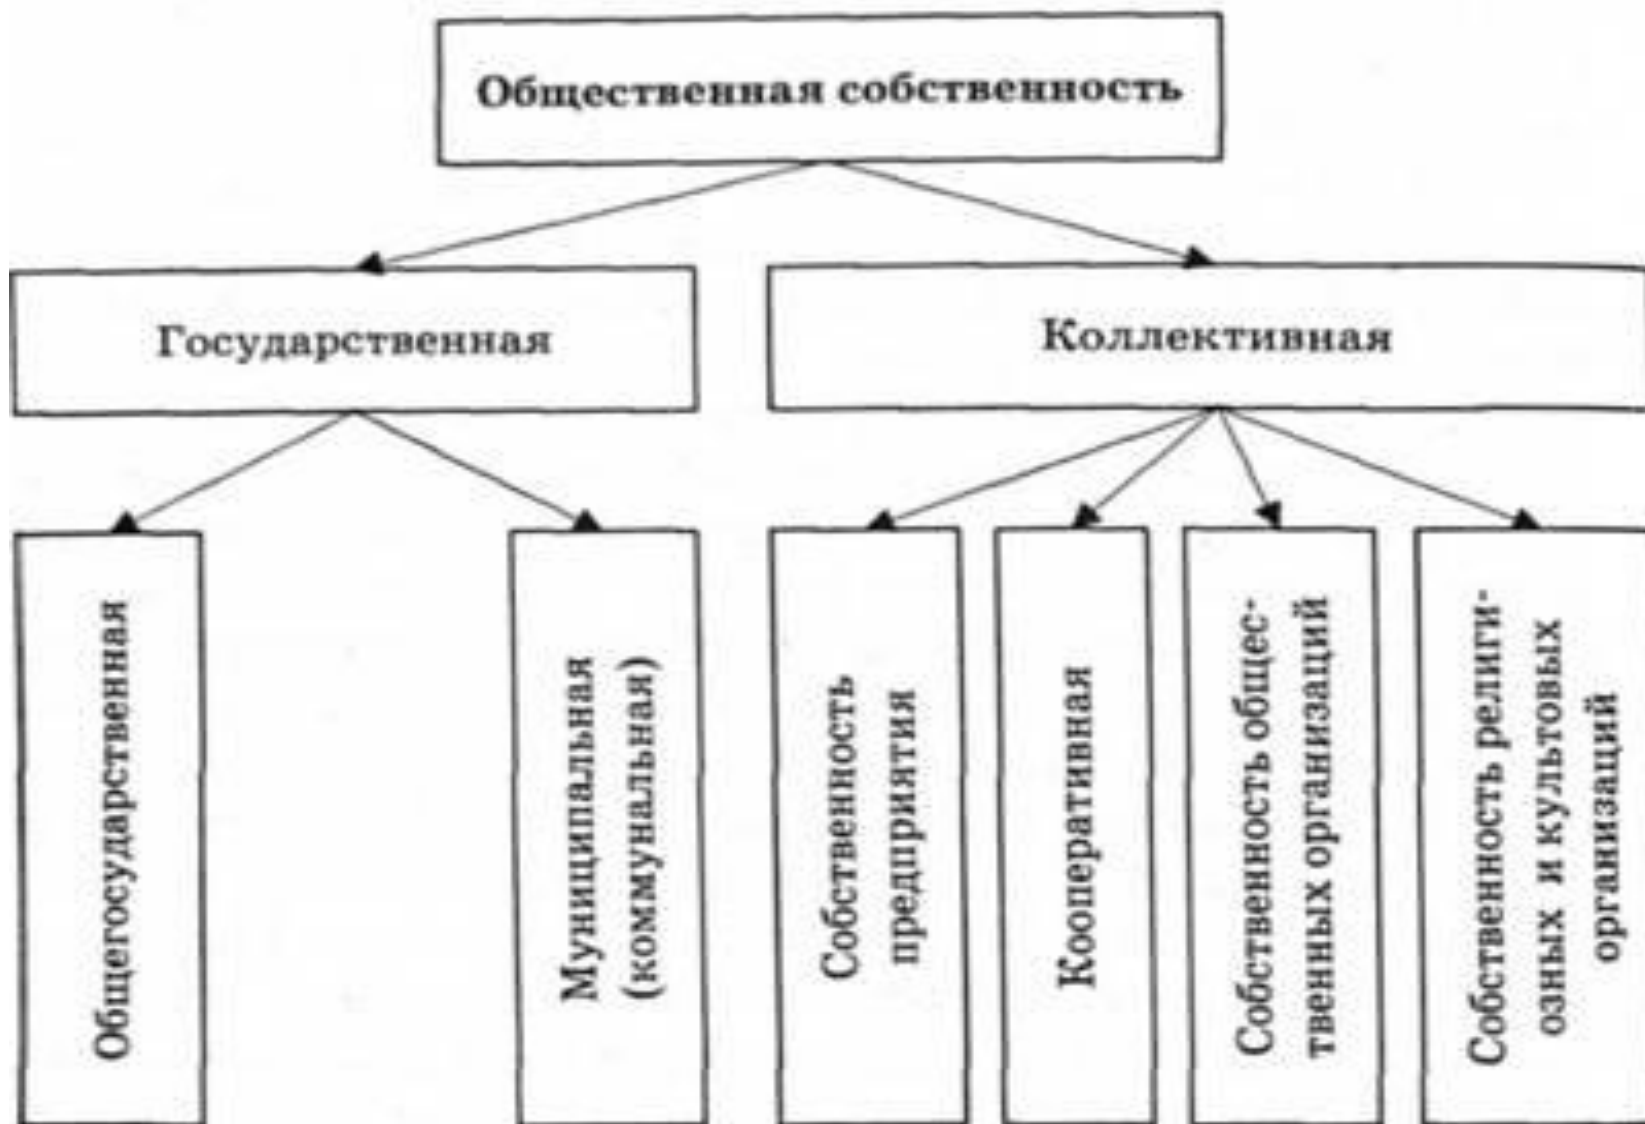 Общественная собственность
Государственная
Коллективная
Общегосударственная
Муниципальная
(коммунальная)
Собственность
предприятия
Кооперативная
Собственность общес-
твенных организаций
Собственность религи-
озных и культовых
организаций